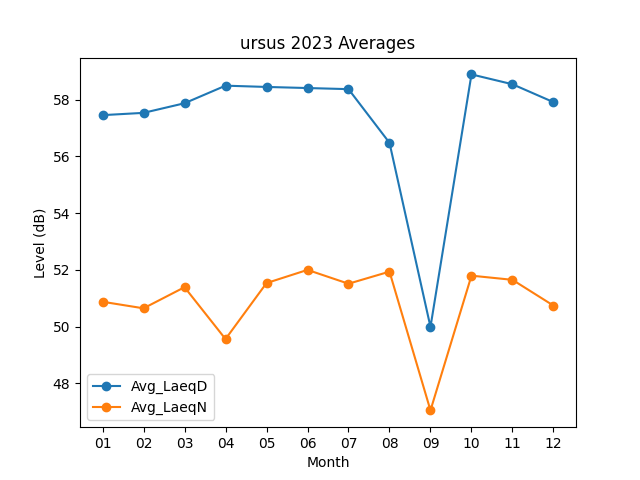 ursus 2023 Averages
Level (dB)
58
56
54
52
50
48
Avg_LaeqD
Avg_LaeqN
01 02 03 04 05 06 07 08 09 10 11 12
Month